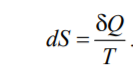 dS = δQ / T.